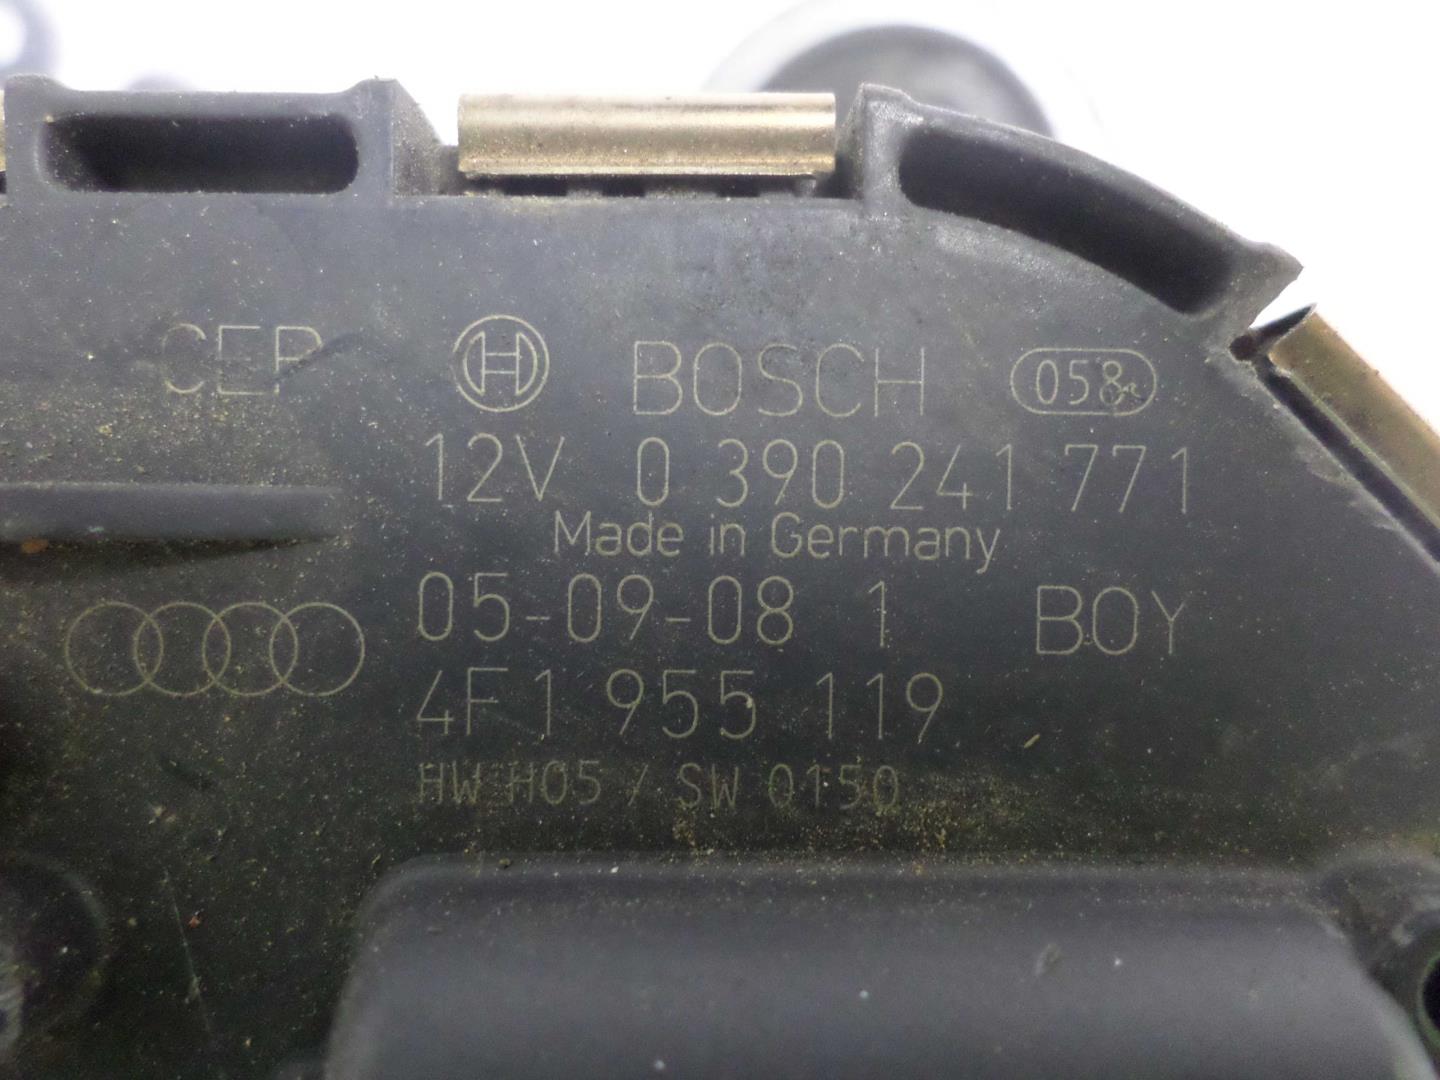 CEP BOSCH 058
12V 0 390 241 771
Made in Germany
05-09-08 1 BOY
4F1 955 119
HW H05 / SW 0150